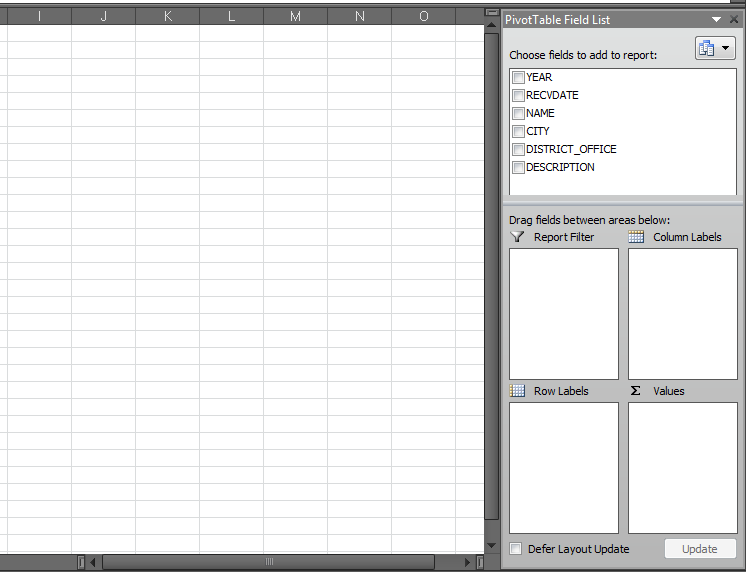 I J K L M N O
PivotTable Field List
Choose fields to add to report:
YEAR
RECVDATE
NAME
CITY
DISTRICT_OFFICE
DESCRIPTION
Drag fields between areas below:
Report Filter
Column Labels
Row Labels
Σ Values
Defer Layout Update
Update